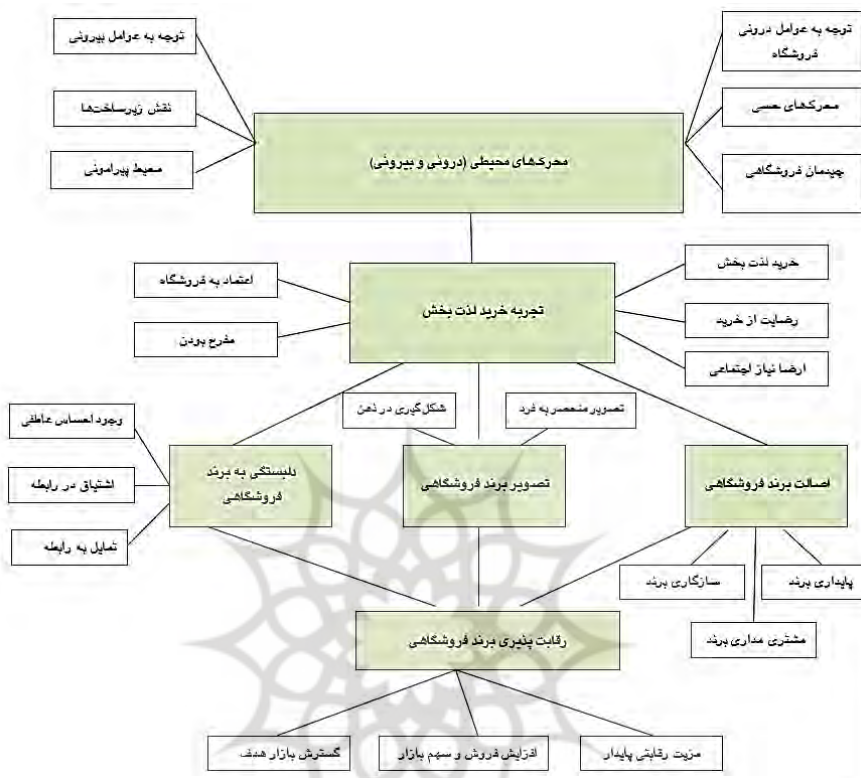 توجه به عوامل درونی
فروشگاه
توجه به عوامل بیرونی
محرک‌های حسی
نقش زیرساخت‌ها
محرک‌های محیطی (درونی و بیرونی)
چیدمان فروشگاهی
محیط پیرامونی
خرید لذت بخش
اعتماد به فروشگاه
تجربه خرید لذت بخش
رضایت از خرید
مفرح بودن
ارضا نیاز اجتماعی
تصویر منحصر به فرد
شکل‌گیری در ذهن
وجود احساس عاطفی
اصالت برند فروشگاهی
تصویر برند فروشگاهی
دلبستگی به برند
فروشگاهی
اشتیاق در رابطه
تمایل به رابطه
پایداری برند
سازگاری برند
مشتری مداری برند
رقابت پذیری برند فروشگاهی
مزیت رقابتی پایدار
افزایش فروش و سهم بازار
گسترش بازار هدف